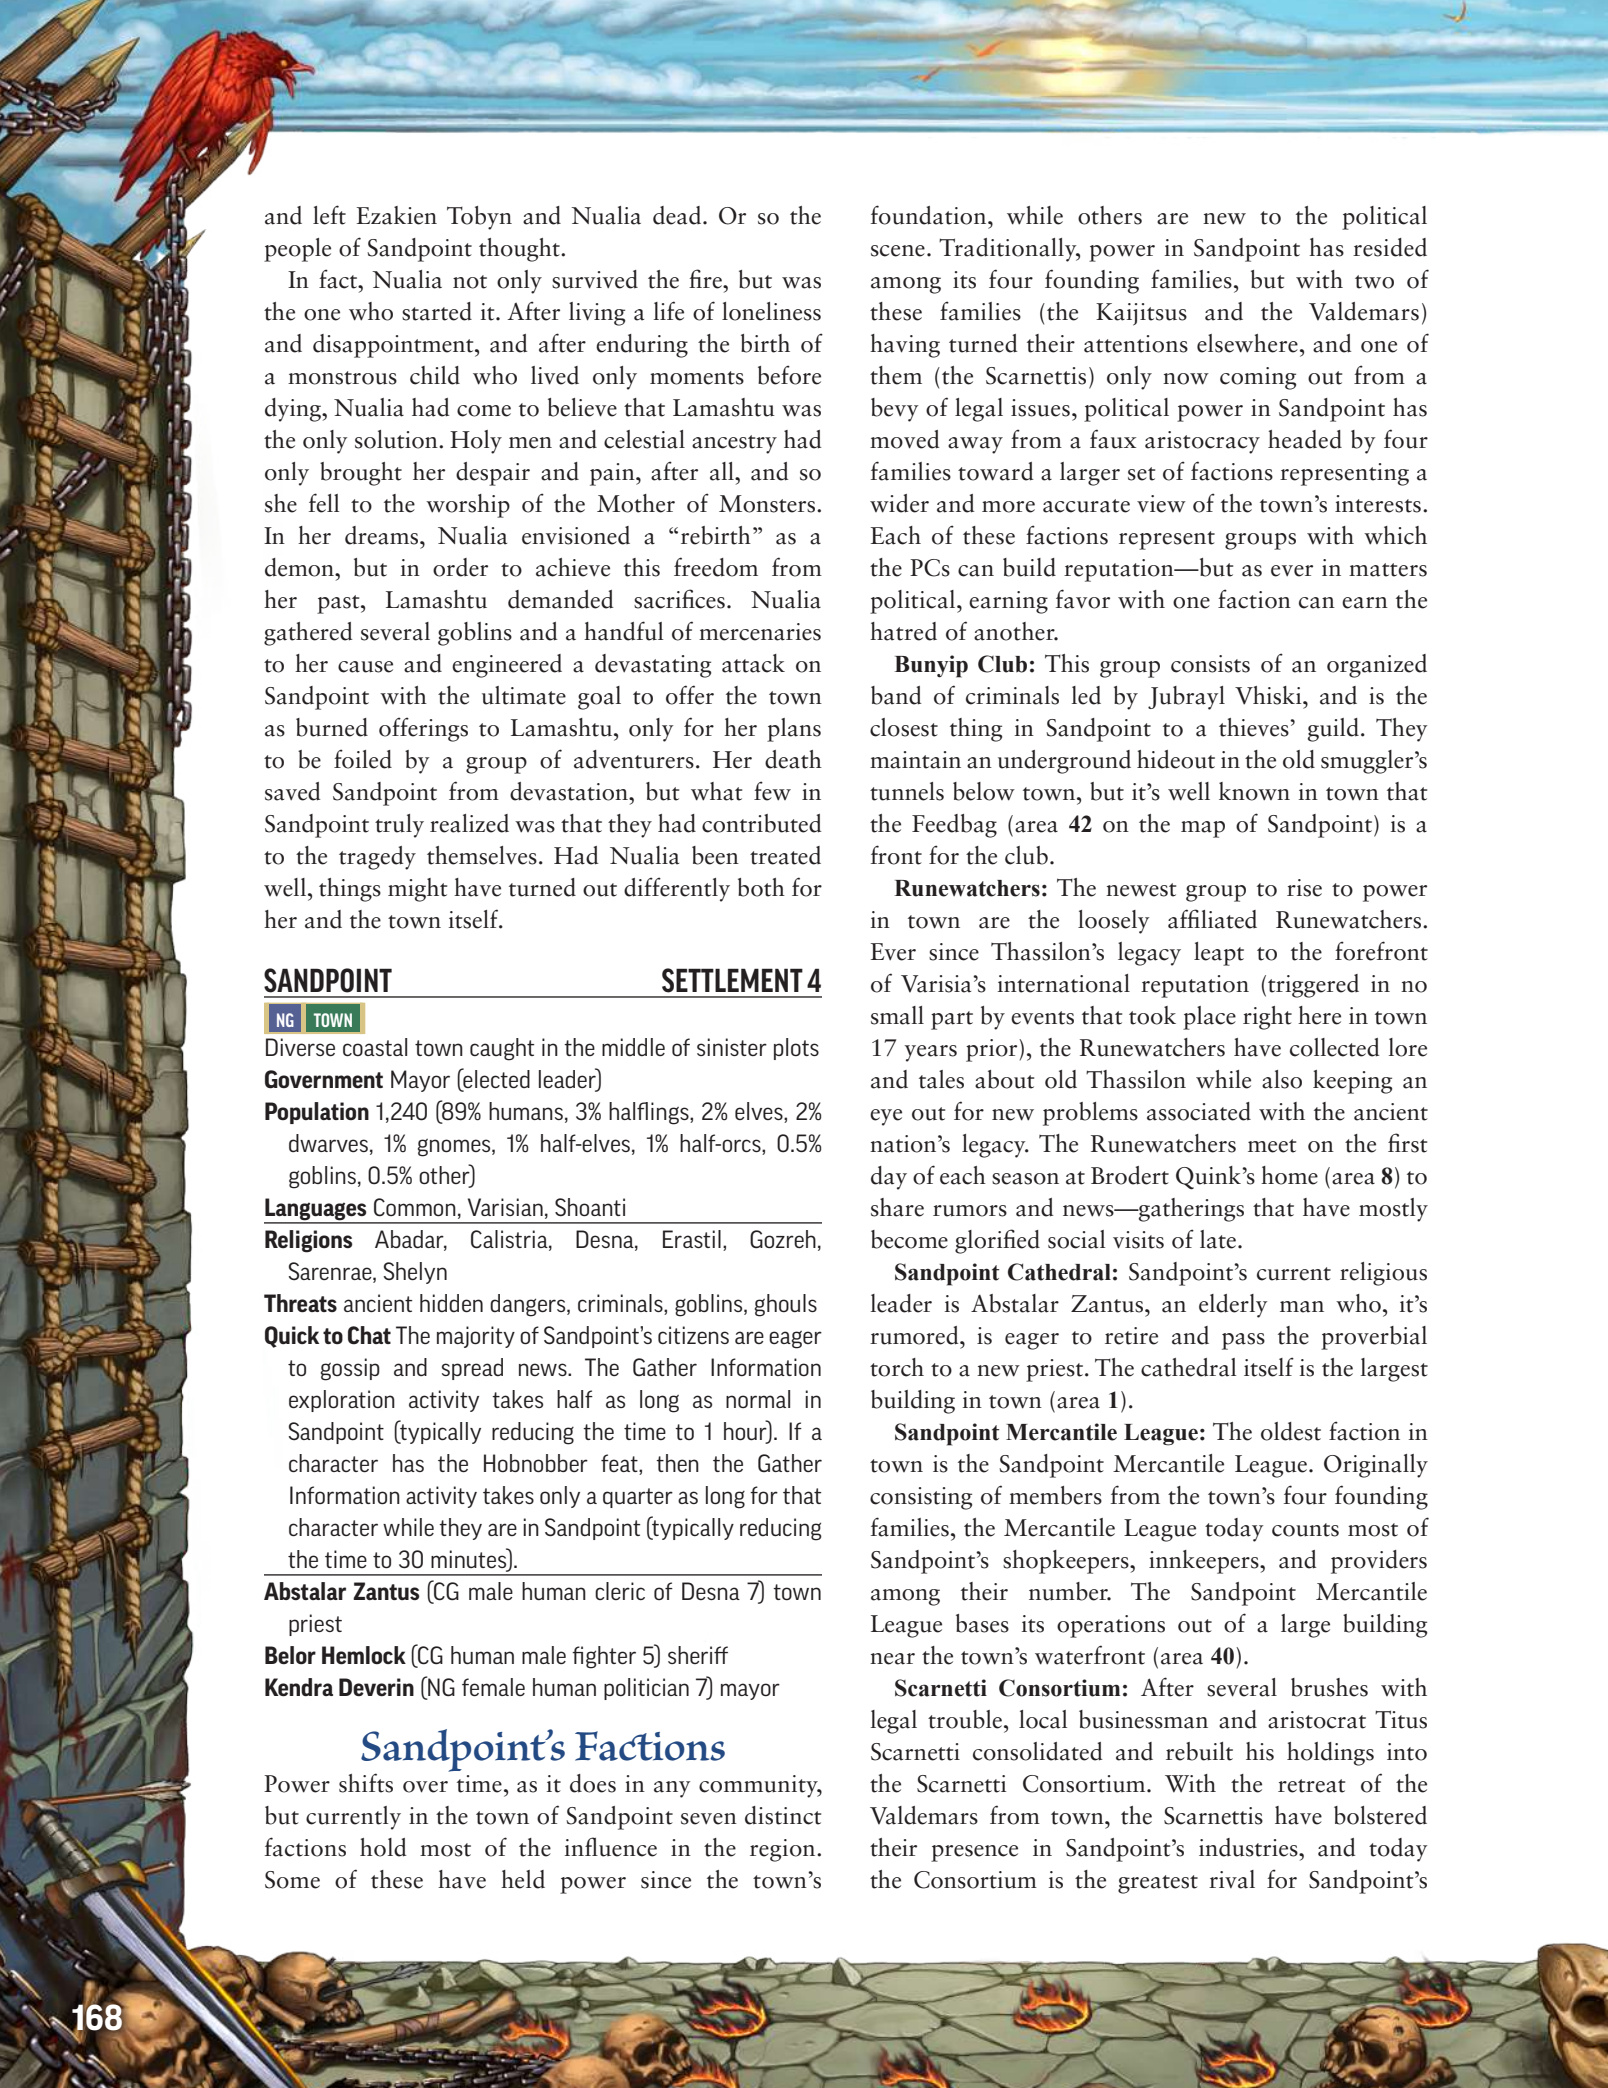 and left Ezakien Tobyn and Nualia dead. Or so the
people of Sandpoint thought.
In fact, Nualia not only survived the fire, but was
the one who started it. After living a life of loneliness
and disappointment, and after enduring the birth of
a monstrous child who lived only moments before
dying, Nualia had come to believe that Lamashtu was
the only solution. Holy men and celestial ancestry had
only brought her despair and pain, after all, and so
she fell to the worship of the Mother of Monsters.
In her dreams, Nualia envisioned a “rebirth” as a
demon, but in order to achieve this freedom from
her past, Lamashtu demanded sacrifices. Nualia
gathered several goblins and a handful of mercenaries
to her cause and engineered a devastating attack on
Sandpoint with the ultimate goal to offer the town
as burned offerings to Lamashtu, only for her plans
to be foiled by a group of adventurers. Her death
saved Sandpoint from devastation, but what few in
Sandpoint truly realized was that they had contributed
to the tragedy themselves. Had Nualia been treated
well, things might have turned out differently both for
her and the town itself.
SANDPOINT SETTLEMENT 4
NG TOWN
Diverse coastal town caught in the middle of sinister plots
Government Mayor (elected leader)
Population 1,240 (89% humans, 3% halflings, 2% elves, 2%
dwarves, 1% gnomes, 1% half-elves, 1% half-orcs, 0.5%
goblins, 0.5% other)
Languages Common, Varisian, Shoanti
Religions Abadar, Calistria, Desna, Erastil, Gozreh,
Sarenrae, Shelyn
Threats ancient hidden dangers, criminals, goblins, ghouls
Quick to Chat The majority of Sandpoint’s citizens are eager
to gossip and spread news. The Gather Information
exploration activity takes half as long as normal in
Sandpoint (typically reducing the time to 1 hour). If a
character has the Hobnobber feat, then the Gather
Information activity takes only a quarter as long for that
character while they are in Sandpoint (typically reducing
the time to 30 minutes).
Abstalar Zantus (CG male human cleric of Desna 7) town
priest
Belor Hemlock (CG human male fighter 5) sheriff
Kendra Deverin (NG female human politician 7) mayor
Sandpoint’s Factions
Power shifts over time, as it does in any community,
but currently in the town of Sandpoint seven distinct
factions hold most of the influence in the region.
Some of these have held power since the town’s
foundation, while others are new to the political
scene. Traditionally, power in Sandpoint has resided
among its four founding families, but with two of
these families (the Kaijitsus and the Valdemars)
having turned their attentions elsewhere, and one of
them (the Scarnettis) only now coming out from a
bevy of legal issues, political power in Sandpoint has
moved away from a faux aristocracy headed by four
families toward a larger set of factions representing a
wider and more accurate view of the town’s interests.
Each of these factions represent groups with which
the PCs can build reputation—but as ever in matters
political, earning favor with one faction can earn the
hatred of another.
Bunyip Club: This group consists of an organized
band of criminals led by Jubrayl Vhiski, and is the
closest thing in Sandpoint to a thieves’ guild. They
maintain an underground hideout in the old smuggler’s
tunnels below town, but it’s well known in town that
the Feedbag (area 42 on the map of Sandpoint) is a
front for the club.
Runewatchers: The newest group to rise to power
in town are the loosely affiliated Runewatchers.
Ever since Thassilon’s legacy leapt to the forefront
of Varisia’s international reputation (triggered in no
small part by events that took place right here in town
17 years prior), the Runewatchers have collected lore
and tales about old Thassilon while also keeping an
eye out for new problems associated with the ancient
nation’s legacy. The Runewatchers meet on the first
day of each season at Brodert Quink’s home (area 8) to
share rumors and news—gatherings that have mostly
become glorified social visits of late.
Sandpoint Cathedral: Sandpoint’s current religious
leader is Abstalar Zantus, an elderly man who, it’s
rumored, is eager to retire and pass the proverbial
torch to a new priest. The cathedral itself is the largest
building in town (area 1).
Sandpoint Mercantile League: The oldest faction in
town is the Sandpoint Mercantile League. Originally
consisting of members from the town’s four founding
families, the Mercantile League today counts most of
Sandpoint’s shopkeepers, innkeepers, and providers
among their number. The Sandpoint Mercantile
League bases its operations out of a large building
near the town’s waterfront (area 40).
Scarnetti Consortium: After several brushes with
legal trouble, local businessman and aristocrat Titus
Scarnetti consolidated and rebuilt his holdings into
the Scarnetti Consortium. With the retreat of the
Valdemars from town, the Scarnettis have bolstered
their presence in Sandpoint’s industries, and today
the Consortium is the greatest rival for Sandpoint’s
168